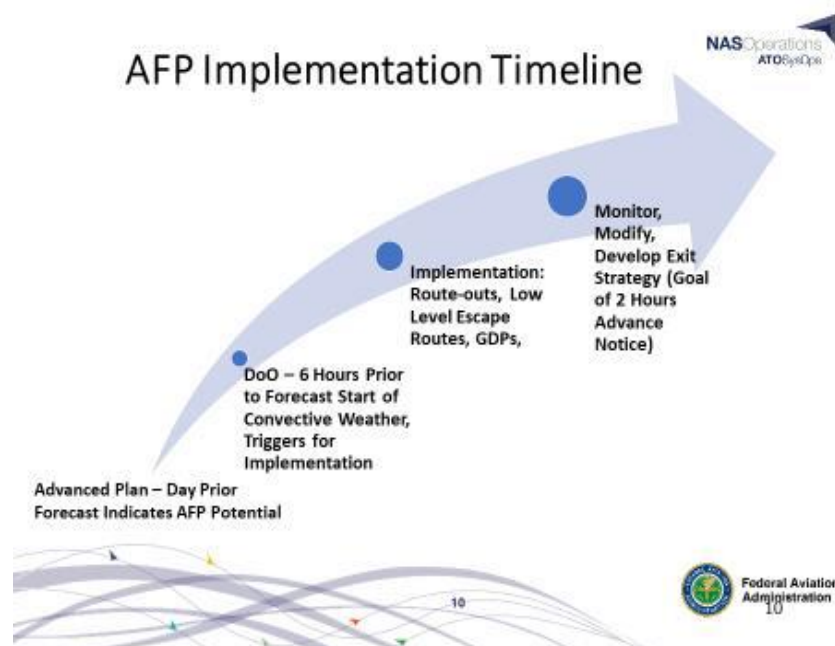 NASOperations
ATOSysOps
AFP Implementation Timeline
Monitor,
Modify,
Develop Exit
Strategy (Goal
of 2 Hours
Advance
Notice)
Implementation:
Route-outs, Low
Level Escape
Routes, GDPs,
DoO – 6 Hours Prior
to Forecast Start of
Convective Weather,
Triggers for
Implementation
Advanced Plan – Day Prior
Forecast Indicates AFP Potential
10
Federal Aviation
Administration
10